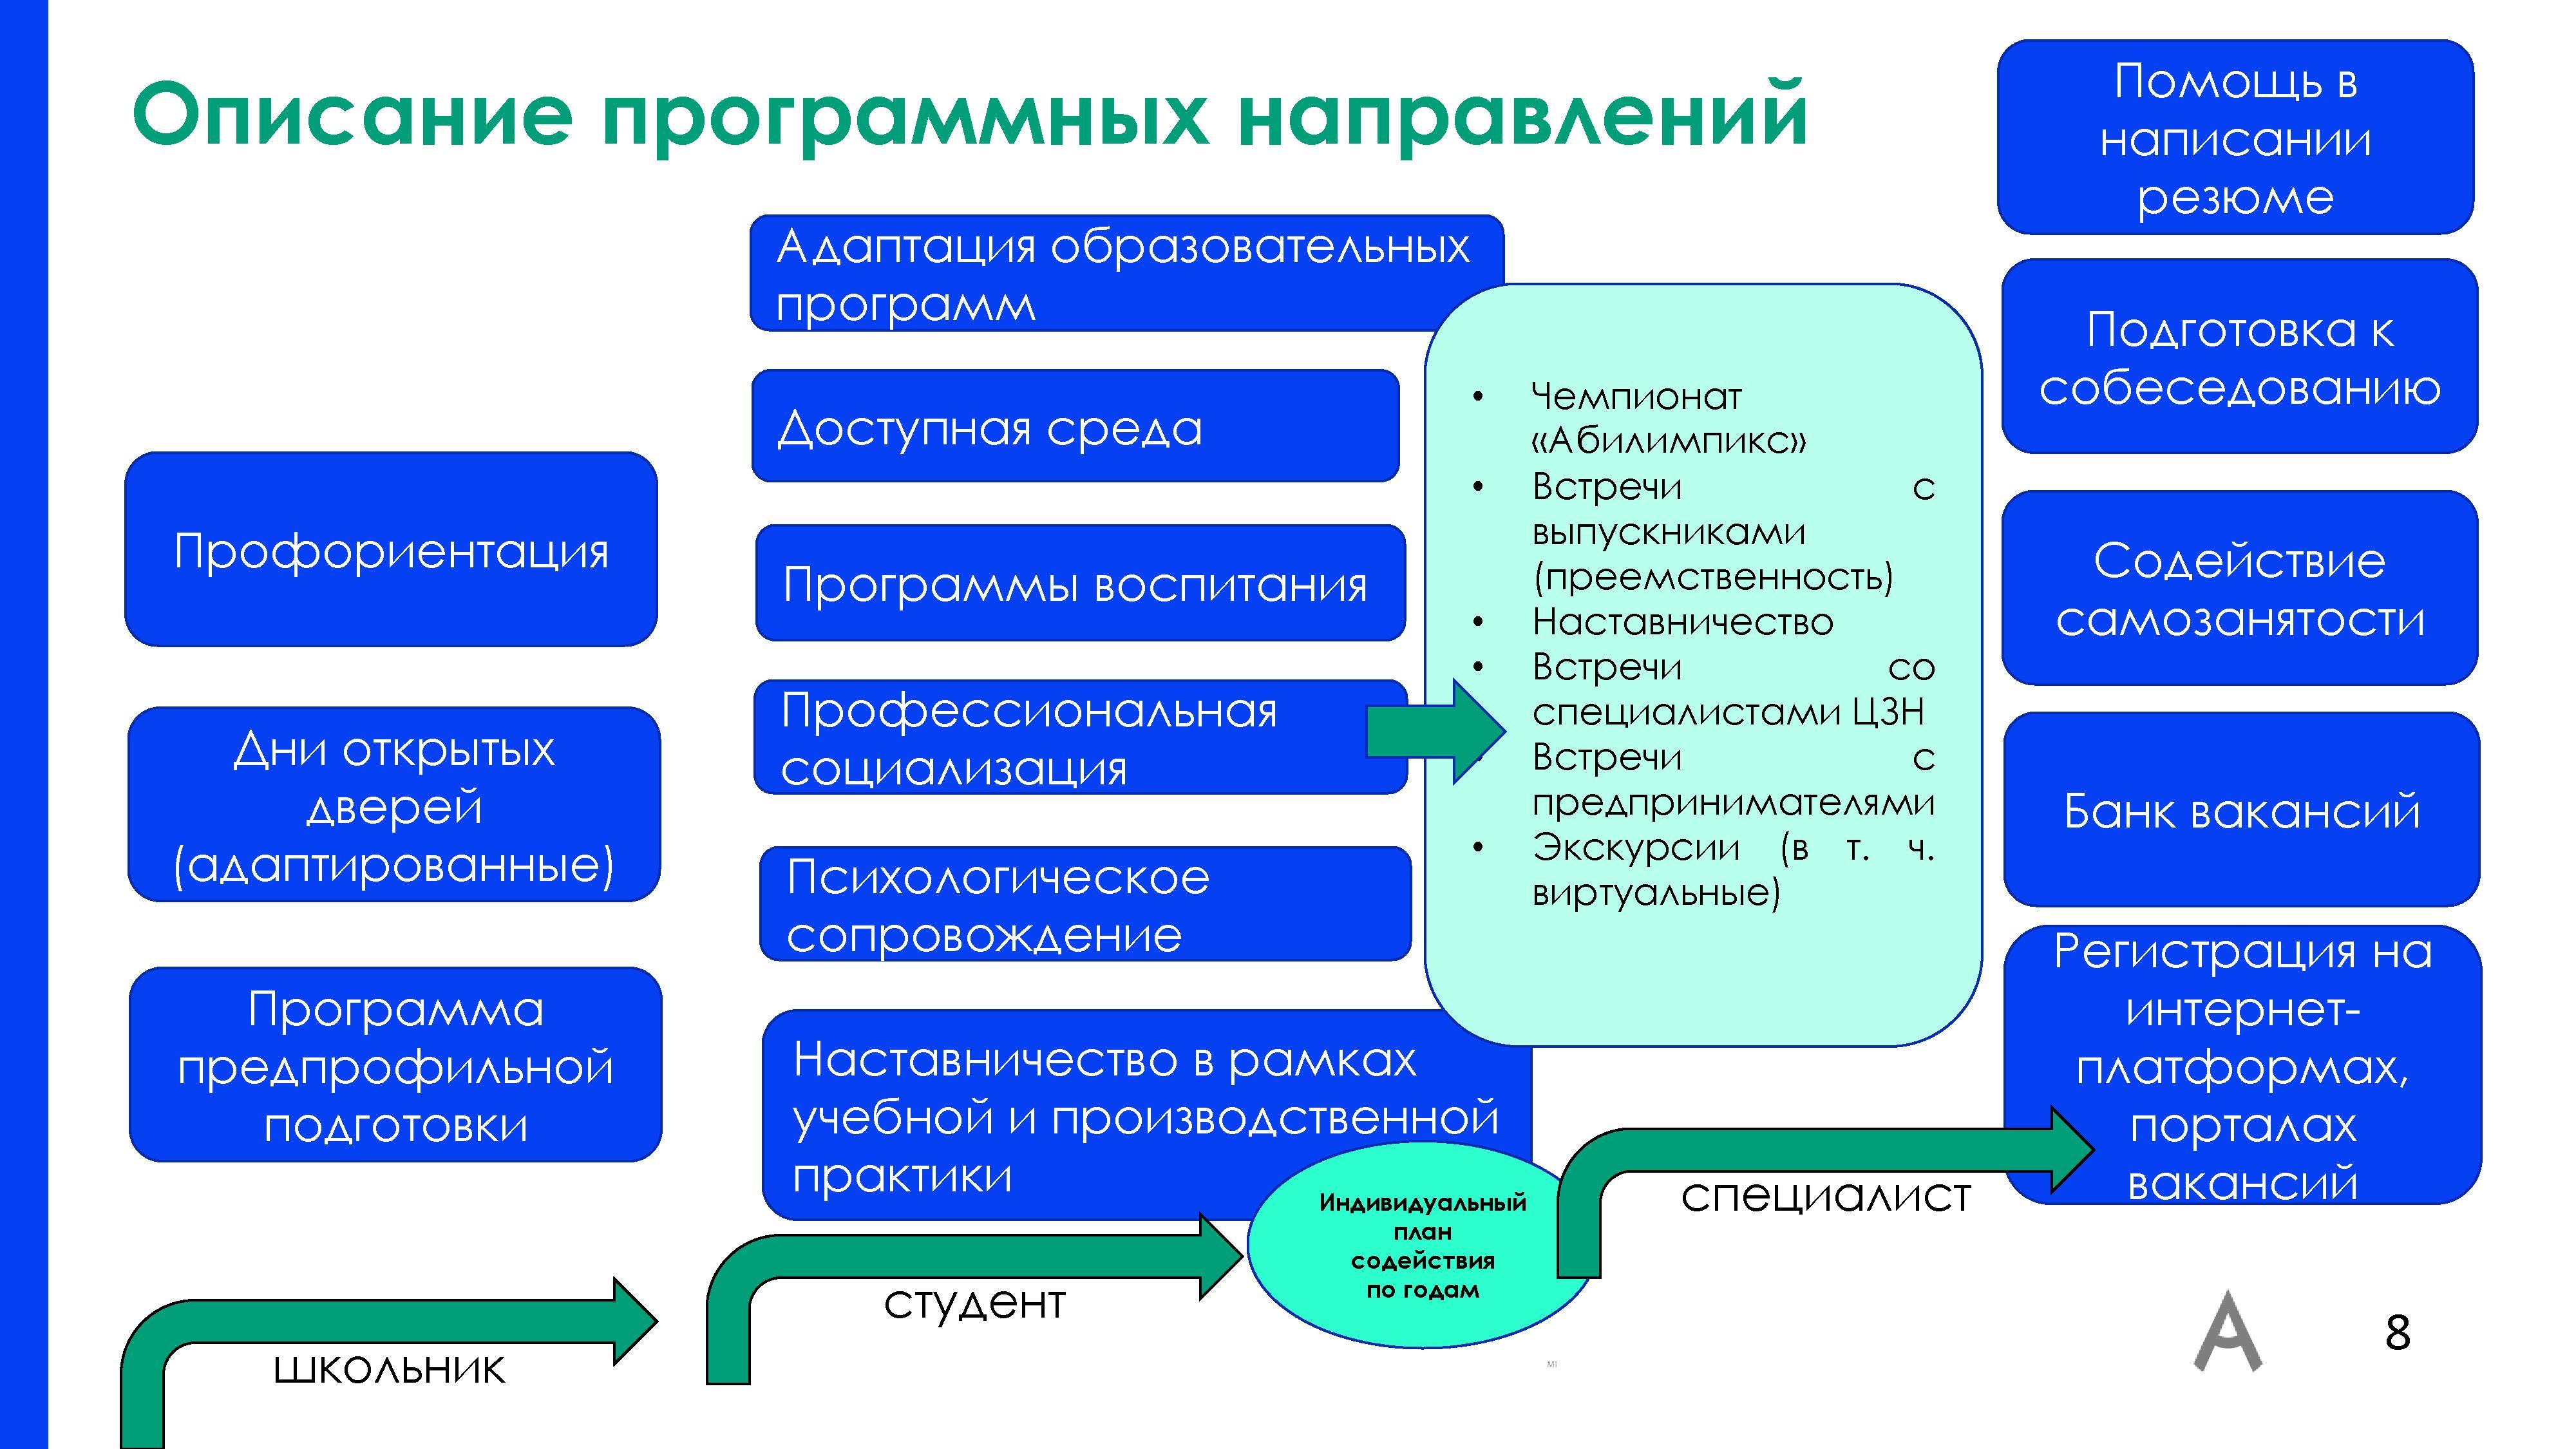 Описание программных направлений
Профориентация
Дни открытых
дверей
(адаптированные)
Программа
предпрофильной
подготовки
школьник
Адаптация образовательных
программ
Доступная среда
Программы воспитания
Профессиональная
социализация
Психологическое
сопровождение
Наставничество в рамках
учебной и производственной
практики
студент
• Чемпионат
«Абилимпикс»
• Встречи с
выпускниками
(преемственность)
• Наставничество
• Встречи со
специалистами ЦЗН
Встречи с
предпринимателями
• Экскурсии (в т. ч.
виртуальные)
Индивидуальный
план
содействия
по годам
специалист
Помощь в
написании
резюме
Подготовка к
собеседованию
Содействие
самозанятости
Банк вакансий
Регистрация на
интернет-
платформах,
порталах
вакансий
MI
8